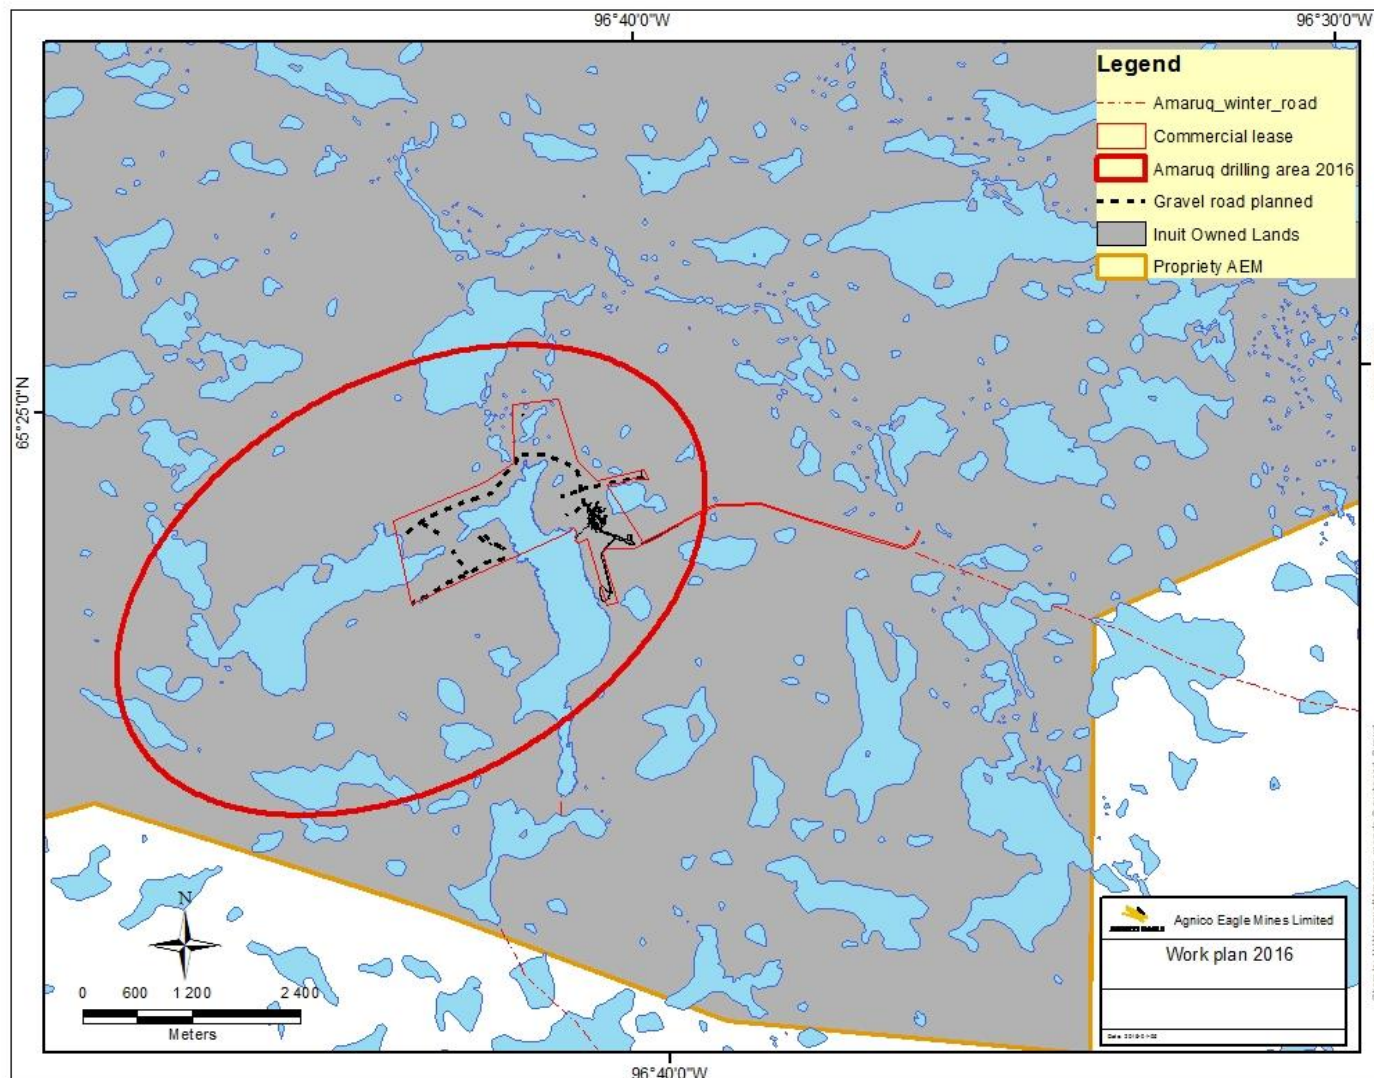 96°40'0"W
96°30'0"W
Legend
Amaruq_winter_road
Commercial lease
Amaruq drilling area 2016
Gravel road planned
Inuit Owned Lands
Propriety AEM
65°25'0"N
N
0 600 1 200 2 400
Meters
AGNICO EAGLE
Agnico Eagle Mines Limited
Work plan 2016
96°40'0"W